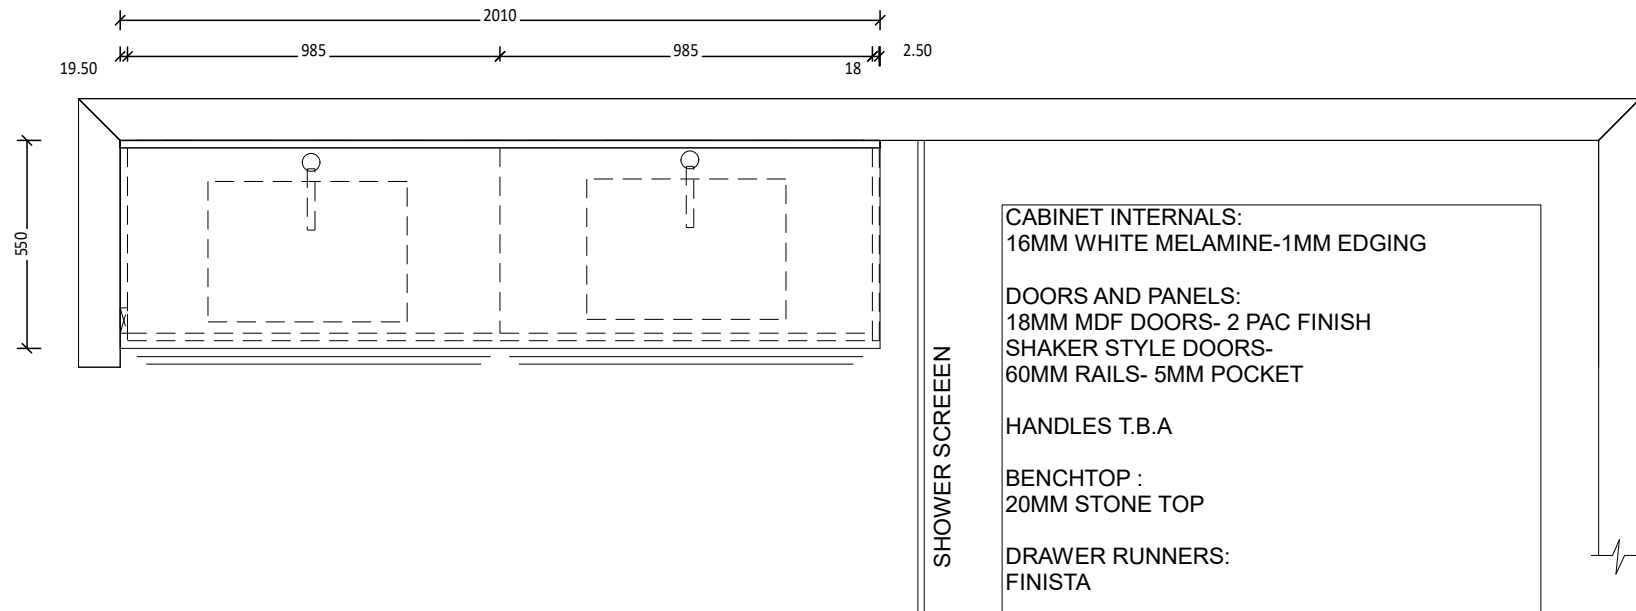 2010
985
985
2.50
19.50
18
550
CABINET INTERNALS:
16MM WHITE MELAMINE-1MM EDGING
DOORS AND PANELS:
18MM MDF DOORS- 2 PAC FINISH
SHAKER STYLE DOORS-
60MM RAILS- 5MM POCKET
HANDLES T.B.A
BENCHTOP :
20MM STONE TOP
DRAWER RUNNERS:
FINISTA
SHOWER SCREEEN